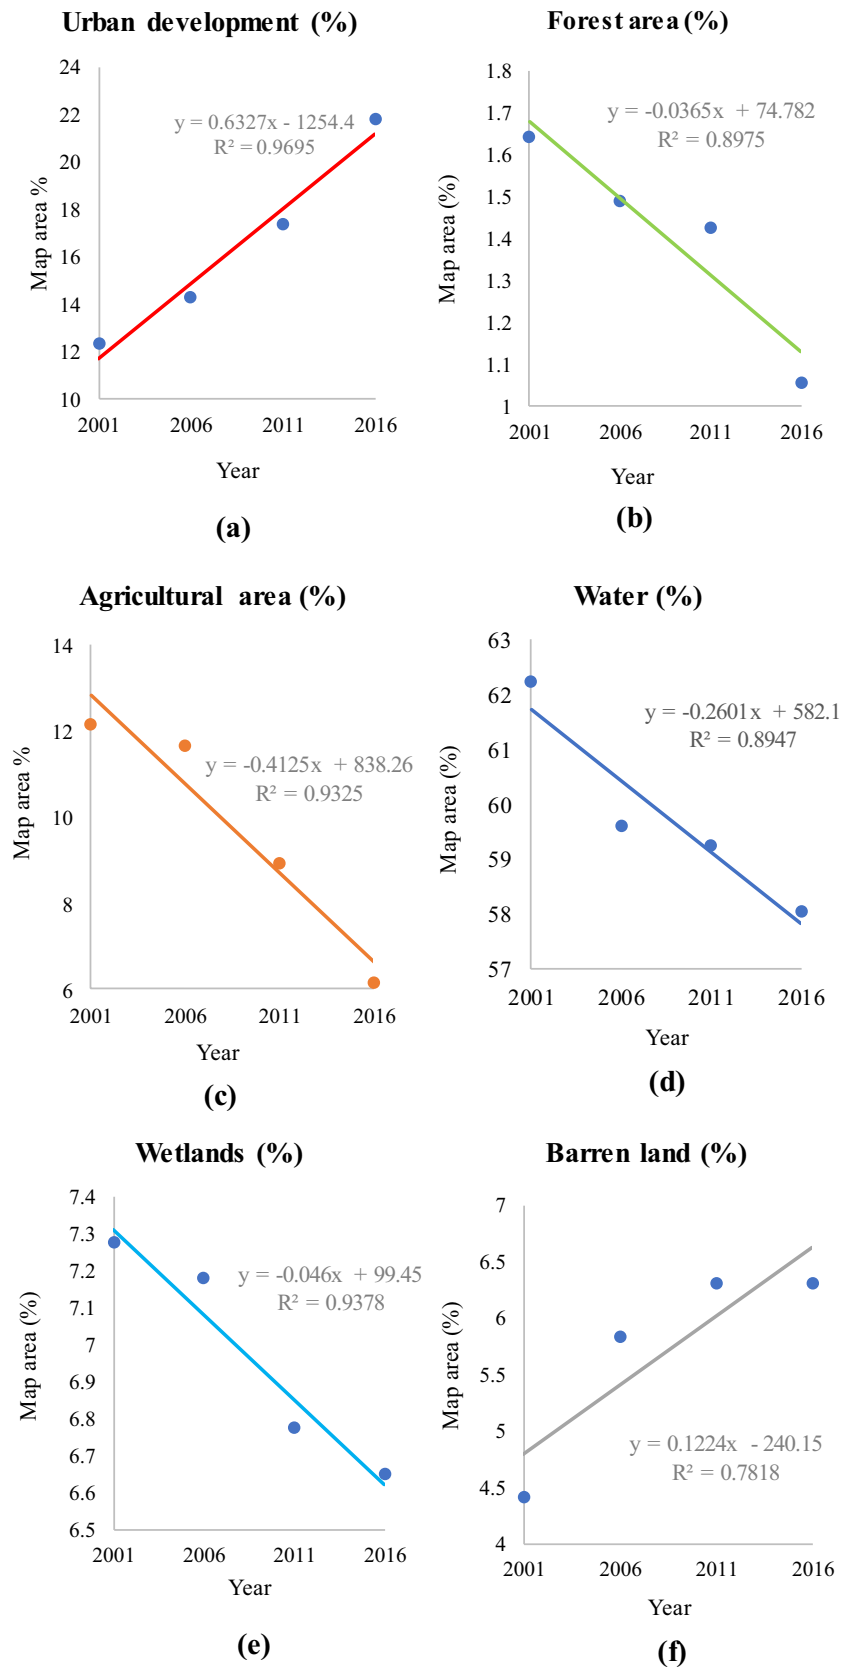 Urban development (%)
24
22
20
18
16
14
12
10
Map area %
y = 0.6327x - 1254.4
R² = 0.9695
2001 2006 2011 2016
Year
(a)
Forest area (%)
1.8
1.7
1.6
1.5
1.4
1.3
1.2
1.1
1
Map area (%)
y = -0.0365x + 74.782
R² = 0.8975
2001 2006 2011 2016
Year
(b)
Agricultural area (%)
14
12
10
8
6
Map area %
y = -0.4125x + 838.26
R² = 0.9325
2001 2006 2011 2016
Year
(c)
Water (%)
63
62
61
60
59
58
57
Map area (%)
y = -0.2601x + 582.1
R² = 0.8947
2001 2006 2011 2016
Year
(d)
Wetlands (%)
7.4
7.3
7.2
7.1
7
6.9
6.8
6.7
6.6
6.5
Map area (%)
y = -0.046x + 99.45
R² = 0.9378
2001 2006 2011 2016
Year
(e)
Barren land (%)
7
6.5
6
5.5
5
4.5
4
Map area (%)
y = 0.1224x - 240.15
R² = 0.7818
2001 2006 2011 2016
Year
(f)